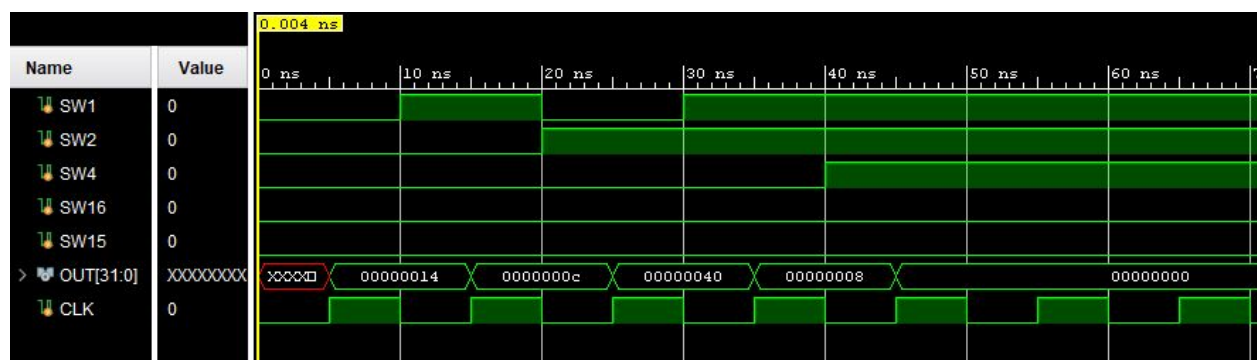 0.004 ns
Name Value
0 ns 10 ns 20 ns 30 ns 40 ns 50 ns 60 ns
SW1 0
SW2 0
SW4 0
SW16 0
SW15 0
OUT[31:0] XXXXXXXX 00000014 0000000c 00000040 00000008 00000000
CLK 0